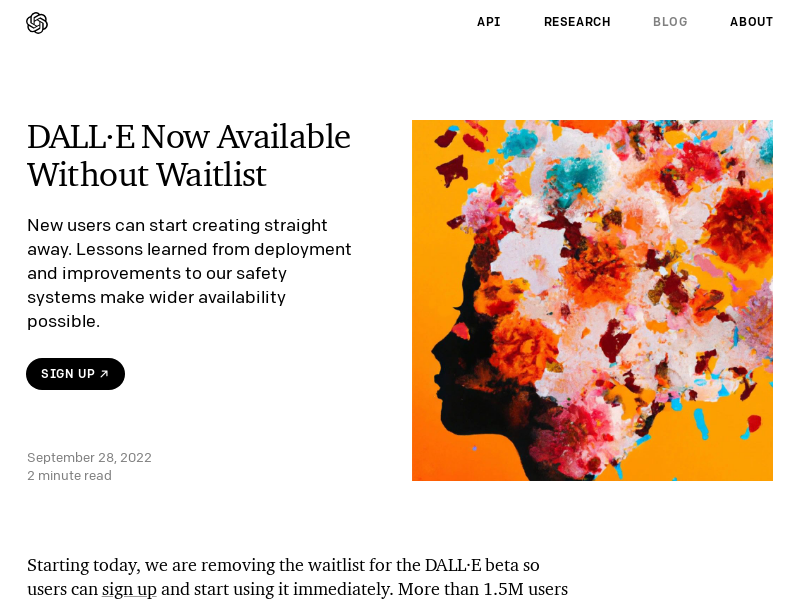 API RESEARCH BLOG ABOUT
DALL·E Now Available
Without Waitlist
New users can start creating straight
away. Lessons learned from deployment
and improvements to our safety
systems make wider availability
possible.
SIGN UP ↗
September 28, 2022
2 minute read
Starting today, we are removing the waitlist for the DALL·E beta so
users can sign up and start using it immediately. More than 1.5M users